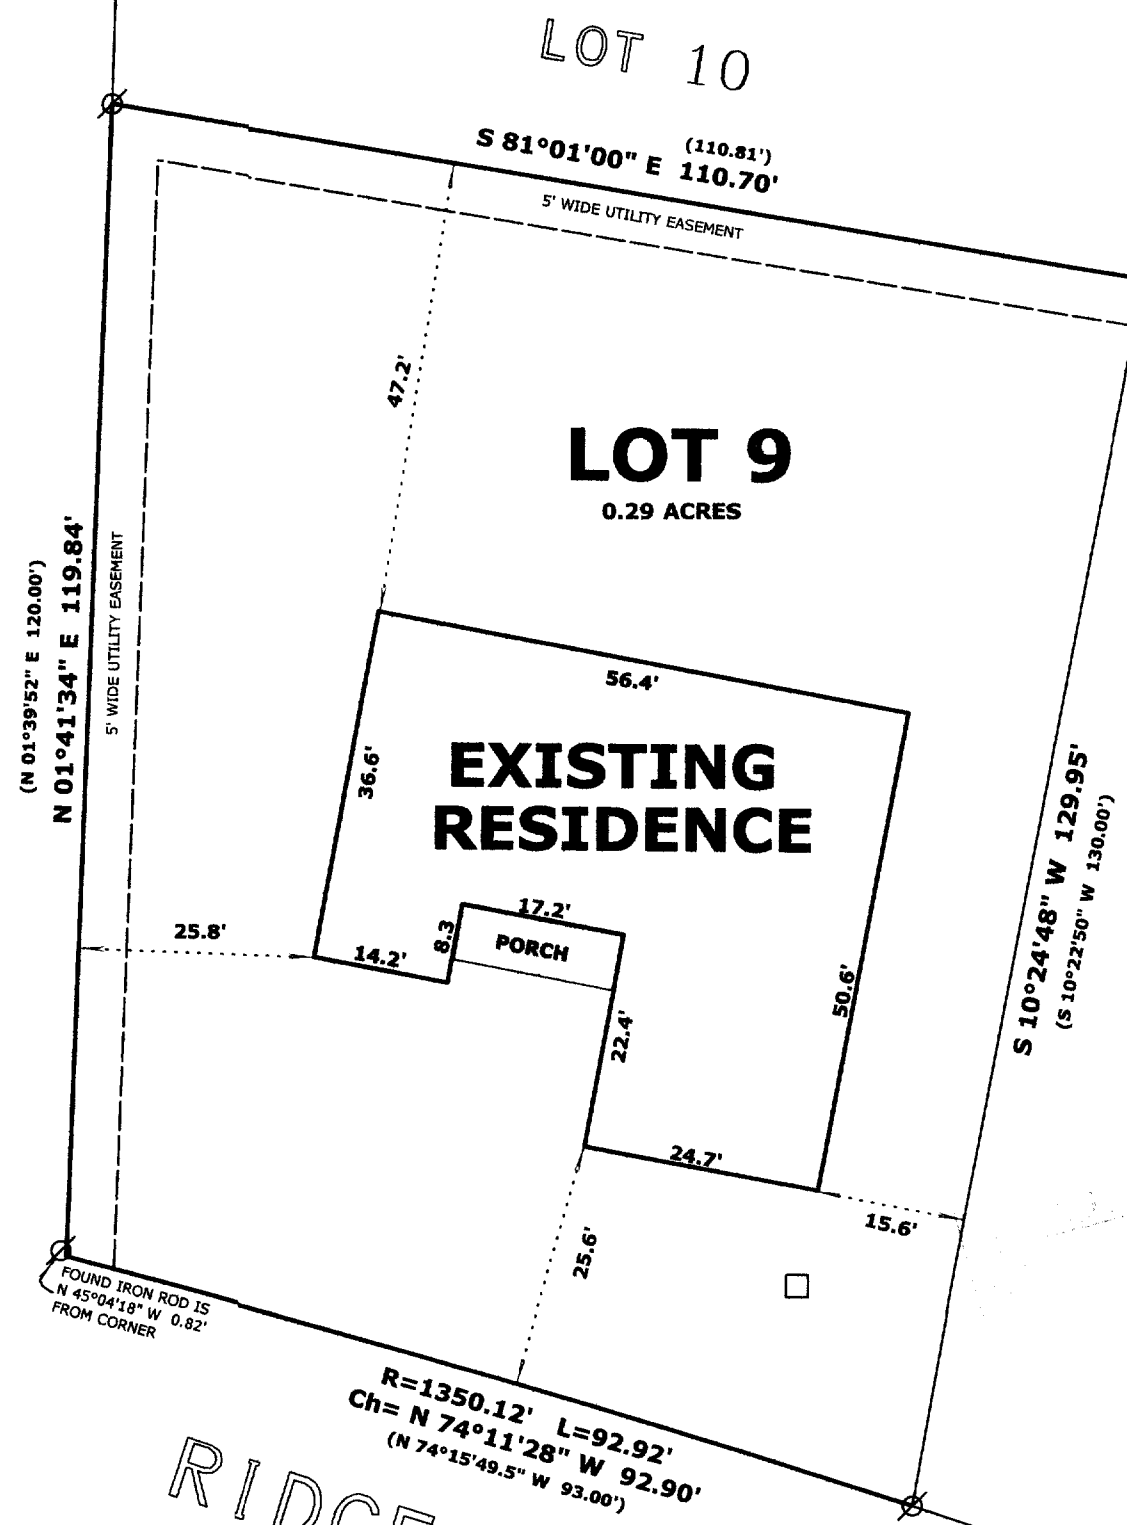 LOT 10
(110.81')
S 81°01'00" E 110.70'
5' WIDE UTILITY EASEMENT
47.2'
LOT 9
0.29 ACRES
(N 01°39'52" E 120.00')
N 01°41'34" E 119.84'
5' WIDE UTILITY EASEMENT
56.4'
36.6'
EXISTING
RESIDENCE
S 10°24'48" W 129.95'
(S 10°22'50" W 130.00')
17.2'
8.3
PORCH
25.8'
14.2'
50.6'
22.4'
24.7'
15.6'
25.6'
FOUND IRON ROD IS
N 45°04'18" W 0.82'
FROM CORNER
R=1350.12' L=92.92'
Ch= N 74°11'28" W 92.90'
(N 74°15'49.5" W 93.00')
RIDGE